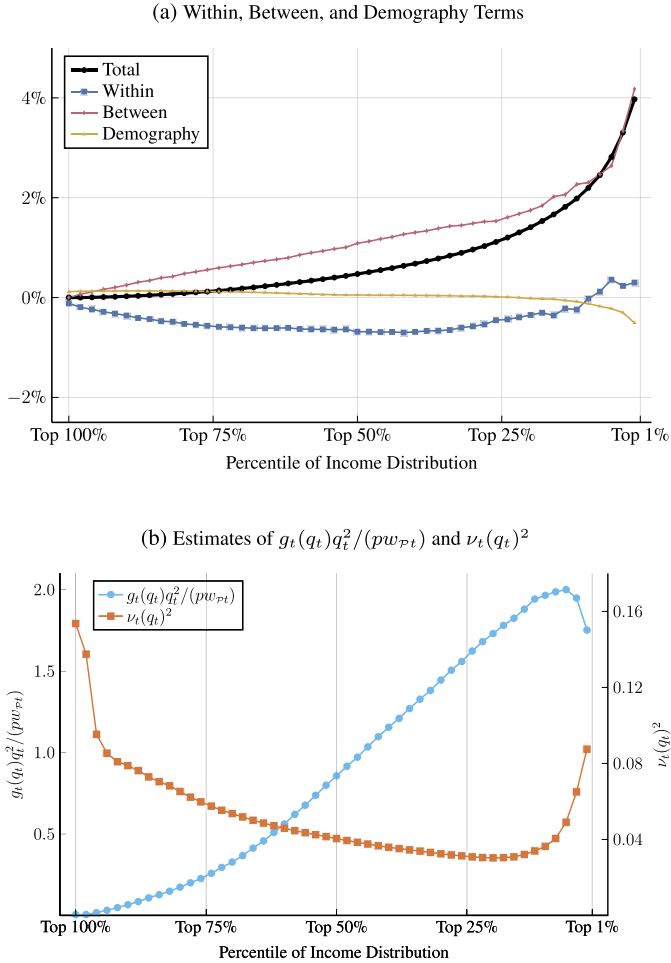 (a) Within, Between, and Demography Terms
Total
Within
Between
Demography
4%
2%
0%
−2%
Top 100% Top 75% Top 50% Top 25% Top 1%
Percentile of Income Distribution
(b) Estimates of g_t(q_t)q_t^2/(pw_{𝒫t}) and ν_t(q_t)^2
g_t(q_t)q_t^2/(pw_{𝒫t})
ν_t(q_t)^2
2.0
1.5
1.0
0.5
g_t(q_t)q_t^2/(pw_{𝒫t})
0.16
0.12
0.08
0.04
ν_t(q_t)^2
Top 100% Top 75% Top 50% Top 25% Top 1%
Percentile of Income Distribution